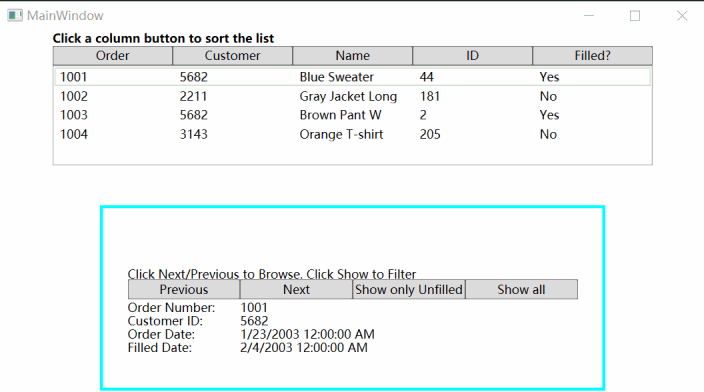 MainWindow
Click a column button to sort the list
Order Customer Name ID Filled?
1001 5682 Blue Sweater 44 Yes
1002 2211 Gray Jacket Long 181 No
1003 5682 Brown Pant W 2 Yes
1004 3143 Orange T-shirt 205 No
Click Next/Previous to Browse, Click Show to Filter
Previous Next Show only Unfilled Show all
Order Number: 1001
Customer ID: 5682
Order Date: 1/23/2003 12:00:00 AM
Filled Date: 2/4/2003 12:00:00 AM